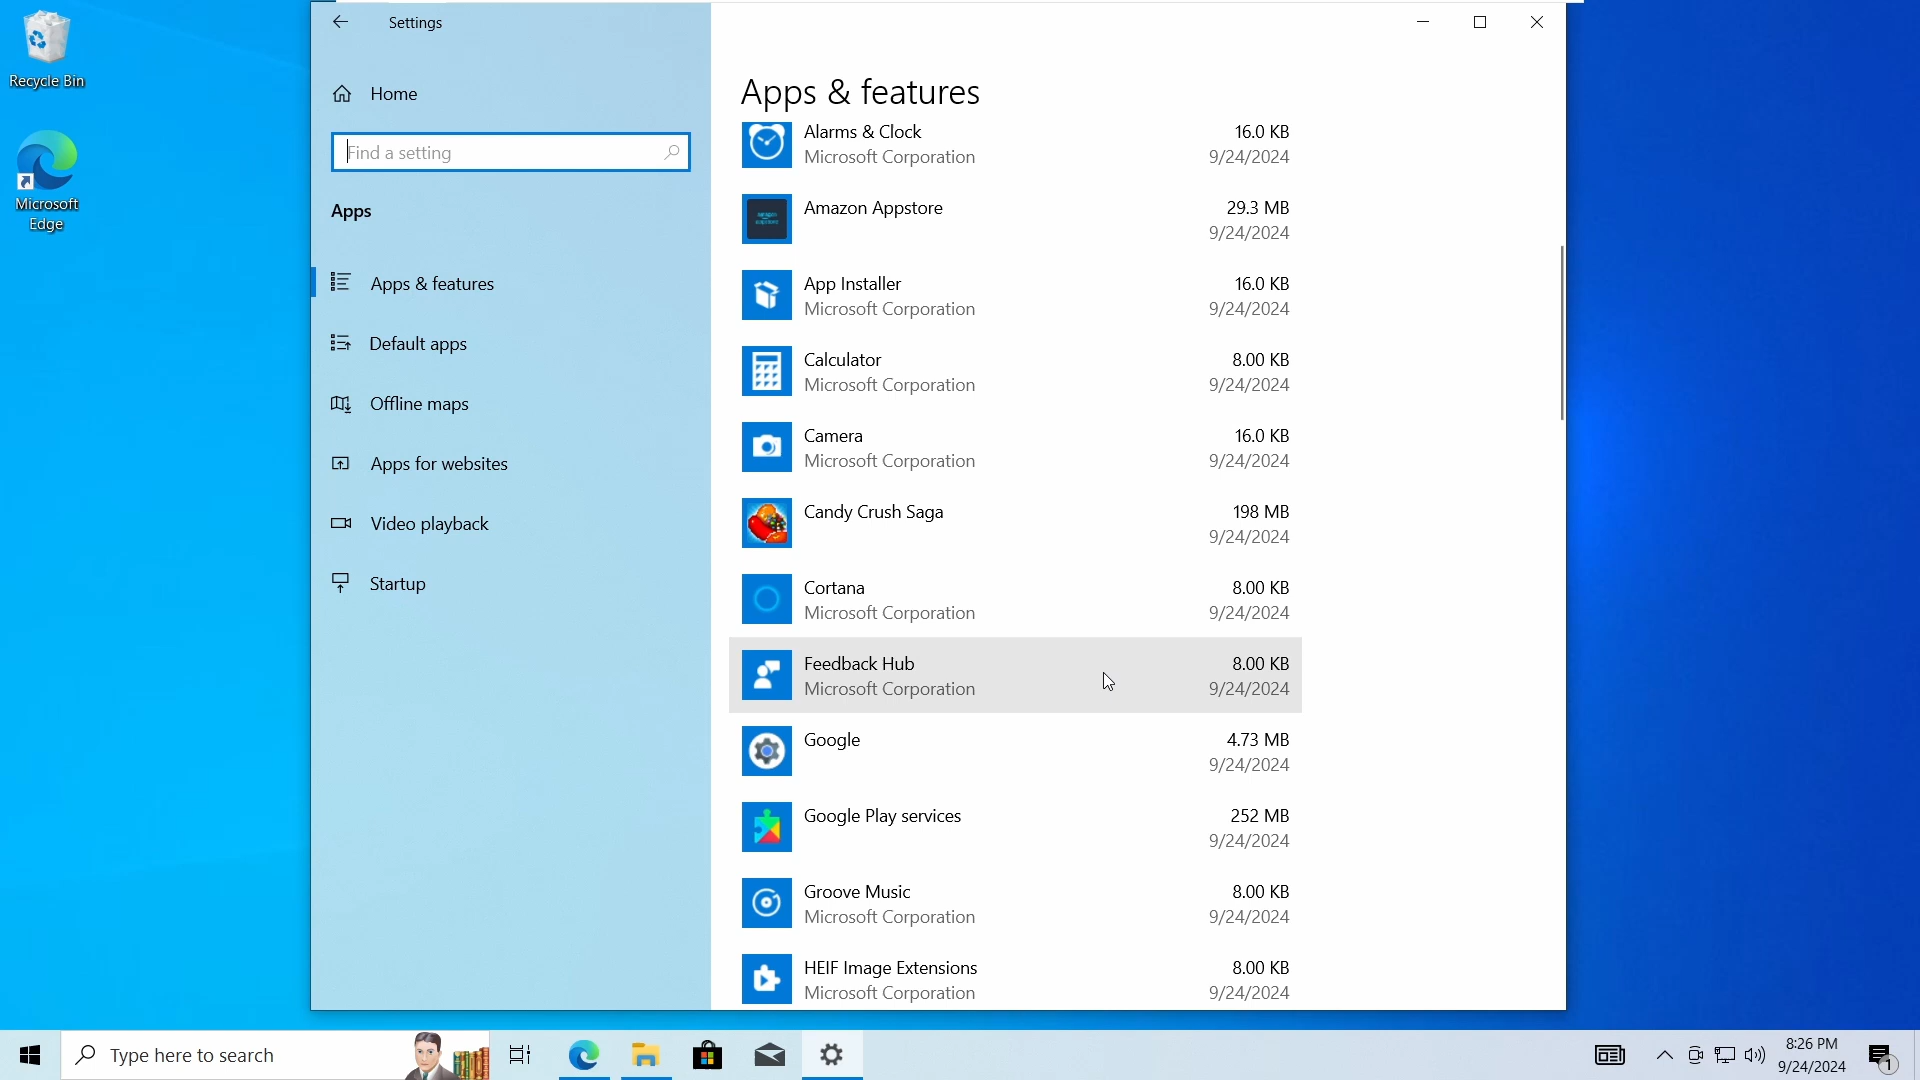 Recycle Bin
Microsoft
Edge
Settings
Home
Find a setting
Apps
Apps & features
Default apps
Offline maps
Apps for websites
Video playback
Startup
Apps & features
Alarms & Clock 16.0 KB
Microsoft Corporation 9/24/2024
Amazon Appstore 29.3 MB
9/24/2024
App Installer 16.0 KB
Microsoft Corporation 9/24/2024
Calculator 8.00 KB
Microsoft Corporation 9/24/2024
Camera 16.0 KB
Microsoft Corporation 9/24/2024
Candy Crush Saga 198 MB
9/24/2024
Cortana 8.00 KB
Microsoft Corporation 9/24/2024
Feedback Hub 8.00 KB
Microsoft Corporation 9/24/2024
Google 4.73 MB
9/24/2024
Google Play services 252 MB
9/24/2024
Groove Music 8.00 KB
Microsoft Corporation 9/24/2024
HEIF Image Extensions 8.00 KB
Microsoft Corporation 9/24/2024
Type here to search
8:26 PM
9/24/2024
1